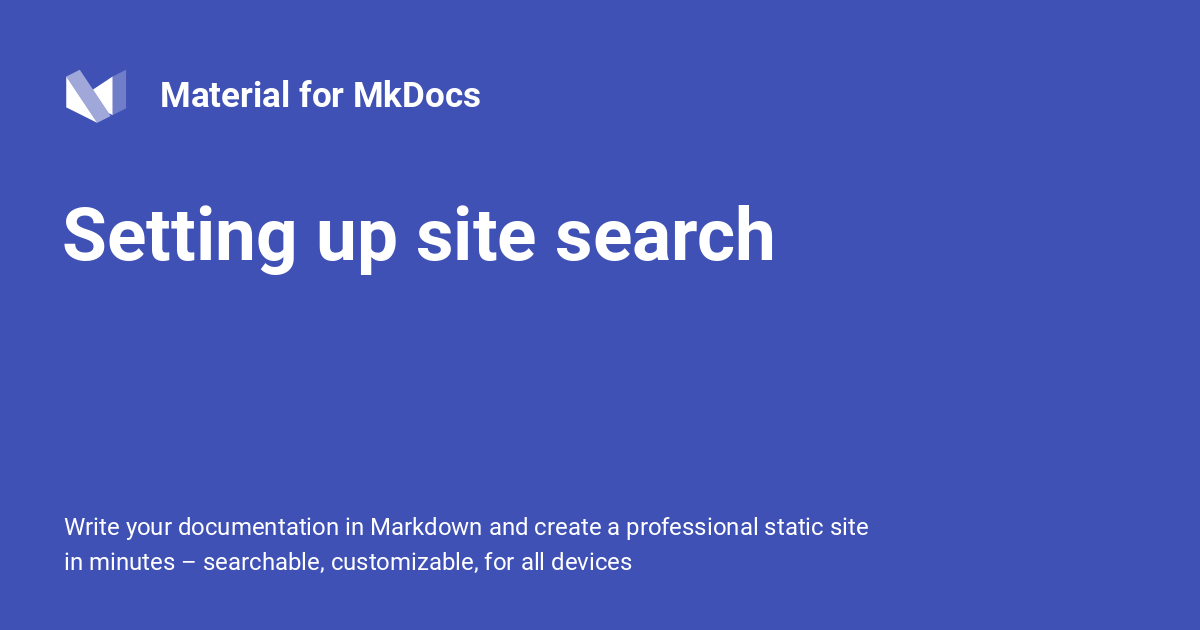 Material for MkDocs
Setting up site search
Write your documentation in Markdown and create a professional static site
in minutes – searchable, customizable, for all devices